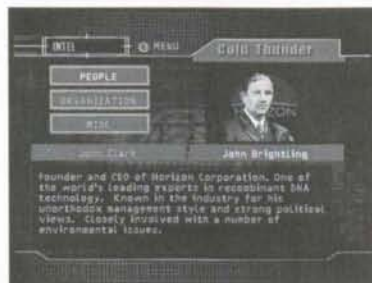 INTEL
MENU
Cold Thunder
PEOPLE
ORGANIZATION
MISC
Clark
John Brightling
Founder and CEO of Horizon Corporation. One of
the world's leading experts in recombinant DNA
technology. Known in the industry for his
unorthodox management style and strong political
views. Closely involved with a number of
environmental issues.